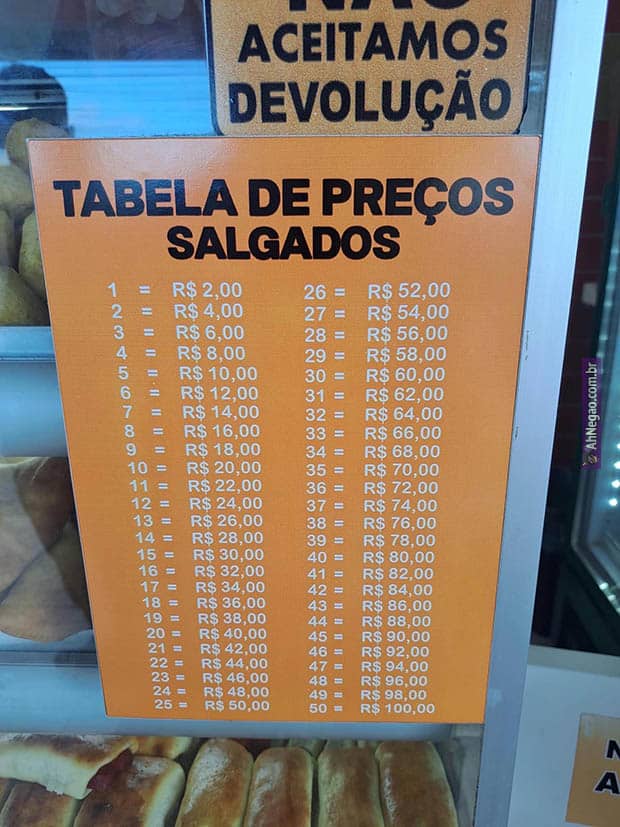 NÃO
ACEITAMOS
DEVOLUÇÃO
TABELA DE PREÇOS
SALGADOS
1 = R$ 2,00
2 = R$ 4,00
3 = R$ 6,00
4 = R$ 8,00
5 = R$ 10,00
6 = R$ 12,00
7 = R$ 14,00
8 = R$ 16,00
9 = R$ 18,00
10 = R$ 20,00
11 = R$ 22,00
12 = R$ 24,00
13 = R$ 26,00
14 = R$ 28,00
15 = R$ 30,00
16 = R$ 32,00
17 = R$ 34,00
18 = R$ 36,00
19 = R$ 38,00
20 = R$ 40,00
21 = R$ 42,00
22 = R$ 44,00
23 = R$ 46,00
24 = R$ 48,00
25 = R$ 50,00
26 = R$ 52,00
27 = R$ 54,00
28 = R$ 56,00
29 = R$ 58,00
30 = R$ 60,00
31 = R$ 62,00
32 = R$ 64,00
33 = R$ 66,00
34 = R$ 68,00
35 = R$ 70,00
36 = R$ 72,00
37 = R$ 74,00
38 = R$ 76,00
39 = R$ 78,00
40 = R$ 80,00
41 = R$ 82,00
42 = R$ 84,00
43 = R$ 86,00
44 = R$ 88,00
45 = R$ 90,00
46 = R$ 92,00
47 = R$ 94,00
48 = R$ 96,00
49 = R$ 98,00
50 = R$ 100,00
AhNegao.com.br